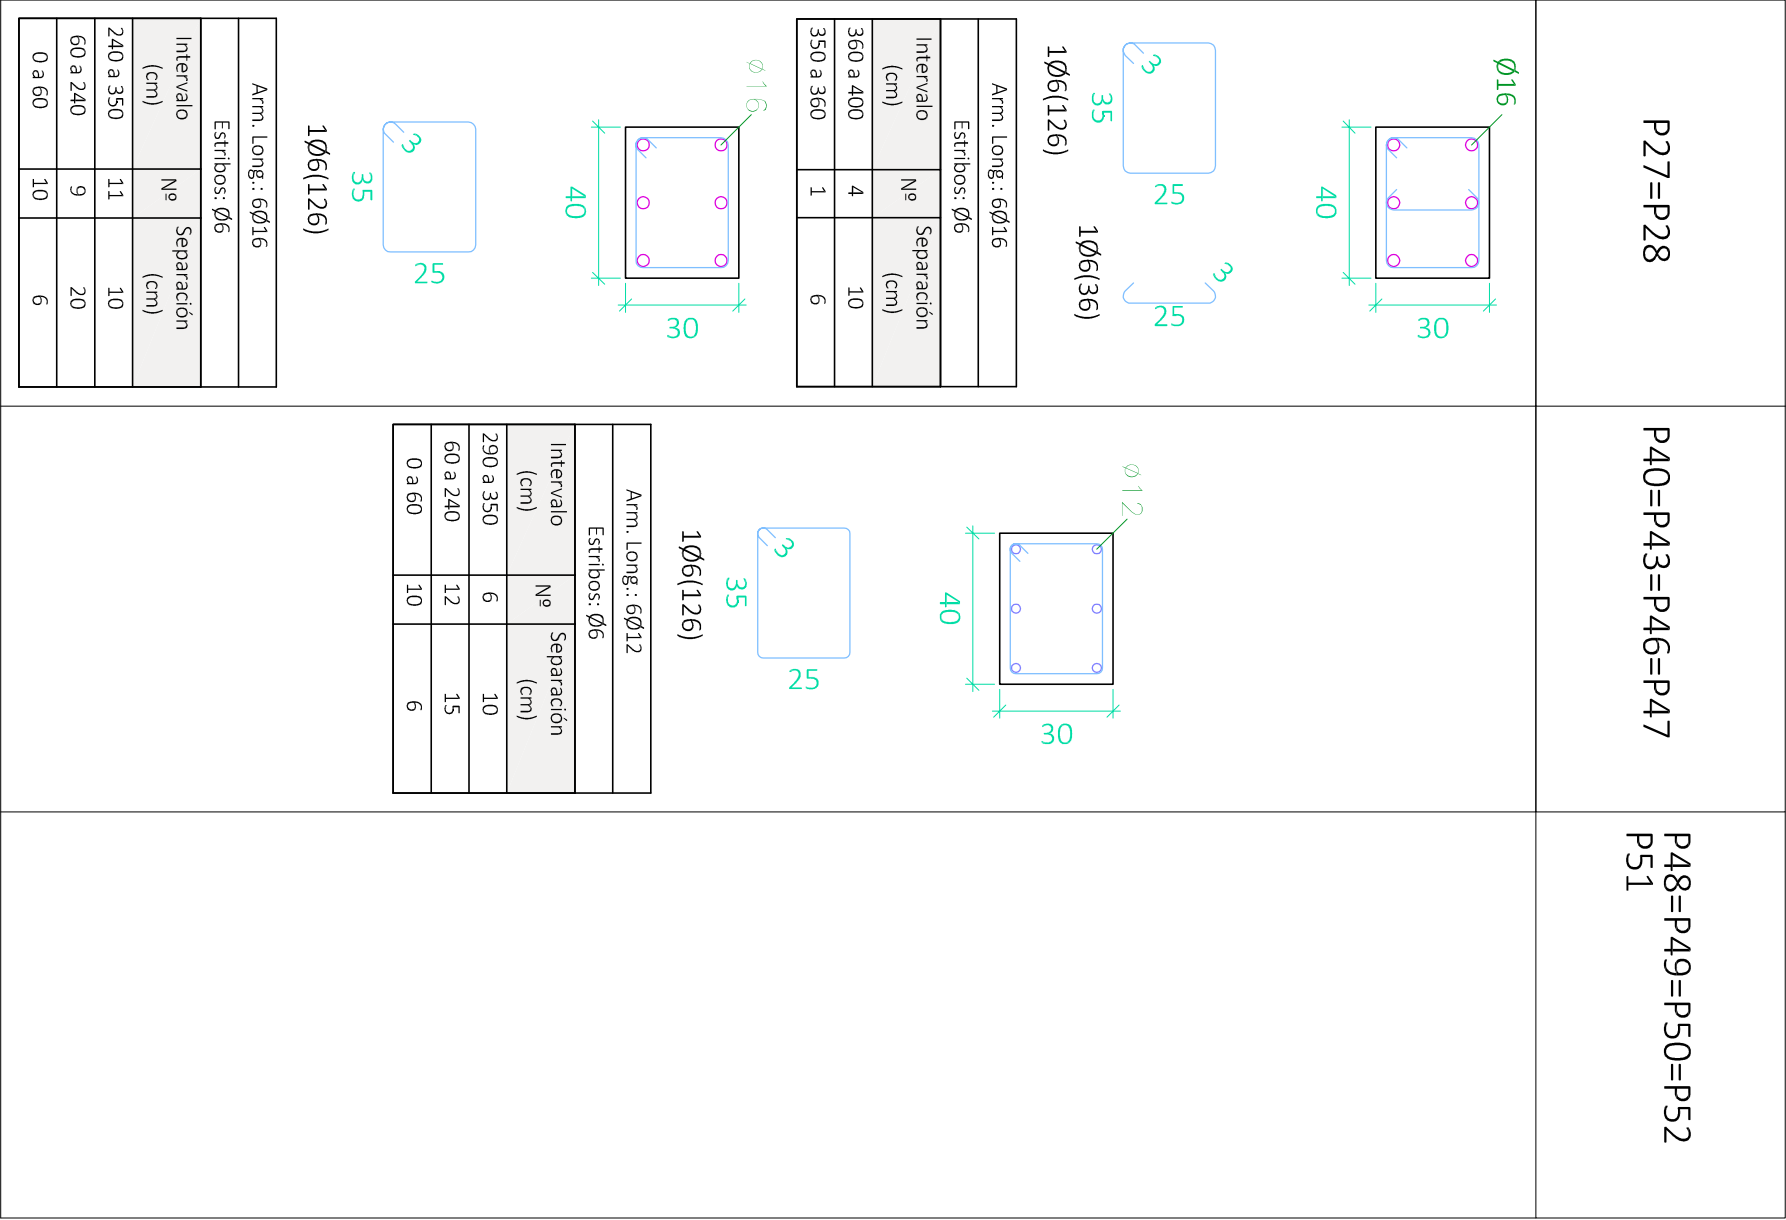 P27=P28
Ø16
40
30
3
35
25
1Ø6(126)
3
25
1Ø6(36)
Arm. Long.: 6Ø16
Estribos: Ø6
Intervalo (cm) Nº Separación (cm)
360 a 400 4 10
350 a 360 1 6
Ø16
40
30
3
35
25
1Ø6(126)
Arm. Long.: 6Ø16
Estribos: Ø6
Intervalo (cm) Nº Separación (cm)
240 a 350 11 10
60 a 240 9 20
0 a 60 10 6
P40=P43=P46=P47
Ø12
40
30
3
35
25
1Ø6(126)
Arm. Long.: 6Ø12
Estribos: Ø6
Intervalo (cm) Nº Separación (cm)
290 a 350 6 10
60 a 240 12 15
0 a 60 10 6
P48=P49=P50=P52
P51